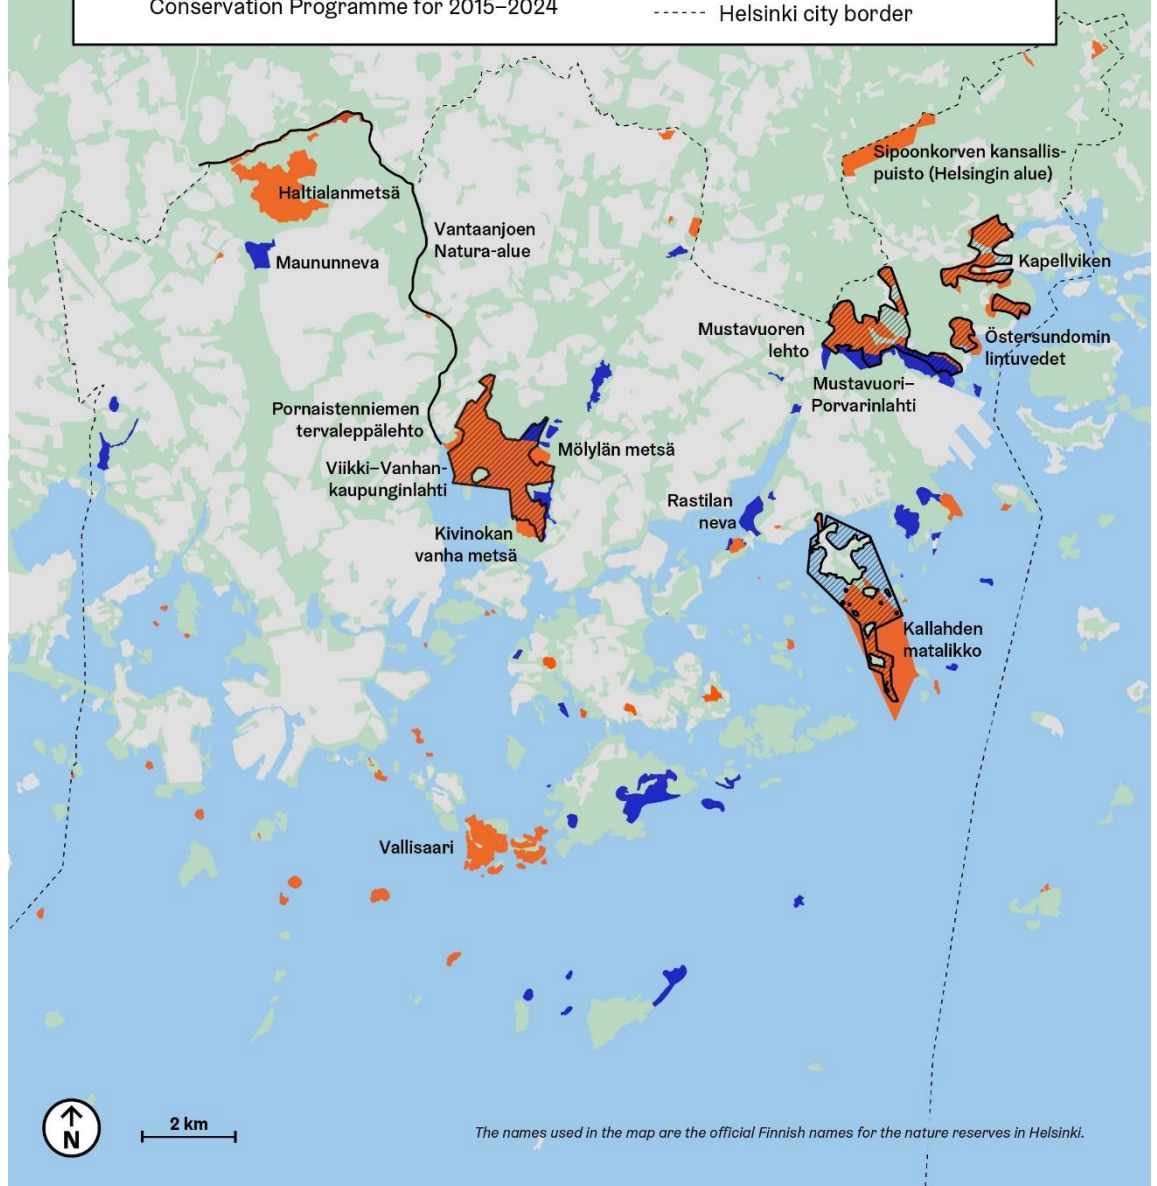 Conservation Programme for 2015–2024
Helsinki city border
Sipoonkorven kansallis-
puisto (Helsingin alue)
Haltialanmetsä
Vantaanjoen
Natura-alue
Maununneva
Kapellviken
Mustavuoren
lehto
Östersundomin
lintuvedet
Mustavuori–
Porvarinlahti
Pornaistenniemen
tervaleppälehto
Mölylän metsä
Viikki–Vanhan-
kaupunginlahti
Rastilan
neva
Kivinokan
vanha metsä
Kallahden
matalikko
Vallisaari
N
2 km
The names used in the map are the official Finnish names for the nature reserves in Helsinki.